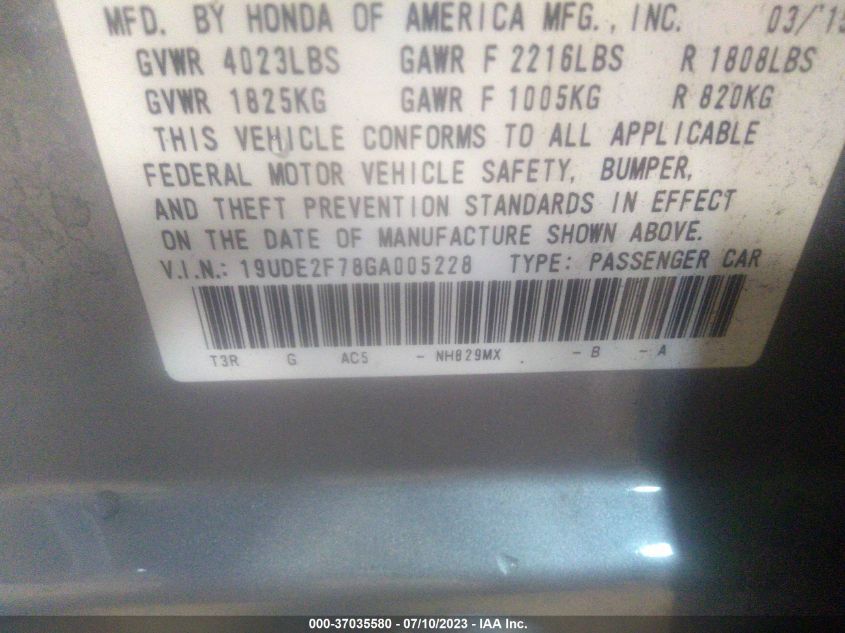 MFD. BY HONDA OF AMERICA MFG., INC. 03/'15
GVWR 4023LBS GAWR F 2216LBS R 1808LBS
GVWR 1825KG GAWR F 1005KG R 820KG
THIS VEHICLE CONFORMS TO ALL APPLICABLE
FEDERAL MOTOR VEHICLE SAFETY, BUMPER,
AND THEFT PREVENTION STANDARDS IN EFFECT
ON THE DATE OF MANUFACTURE SHOWN ABOVE.
V.I.N.: 19UDE2F78GA005228 TYPE: PASSENGER CAR
T3R G AC5 - NH829MX - B - A
000-37035580 - 07/10/2023 - IAA Inc.